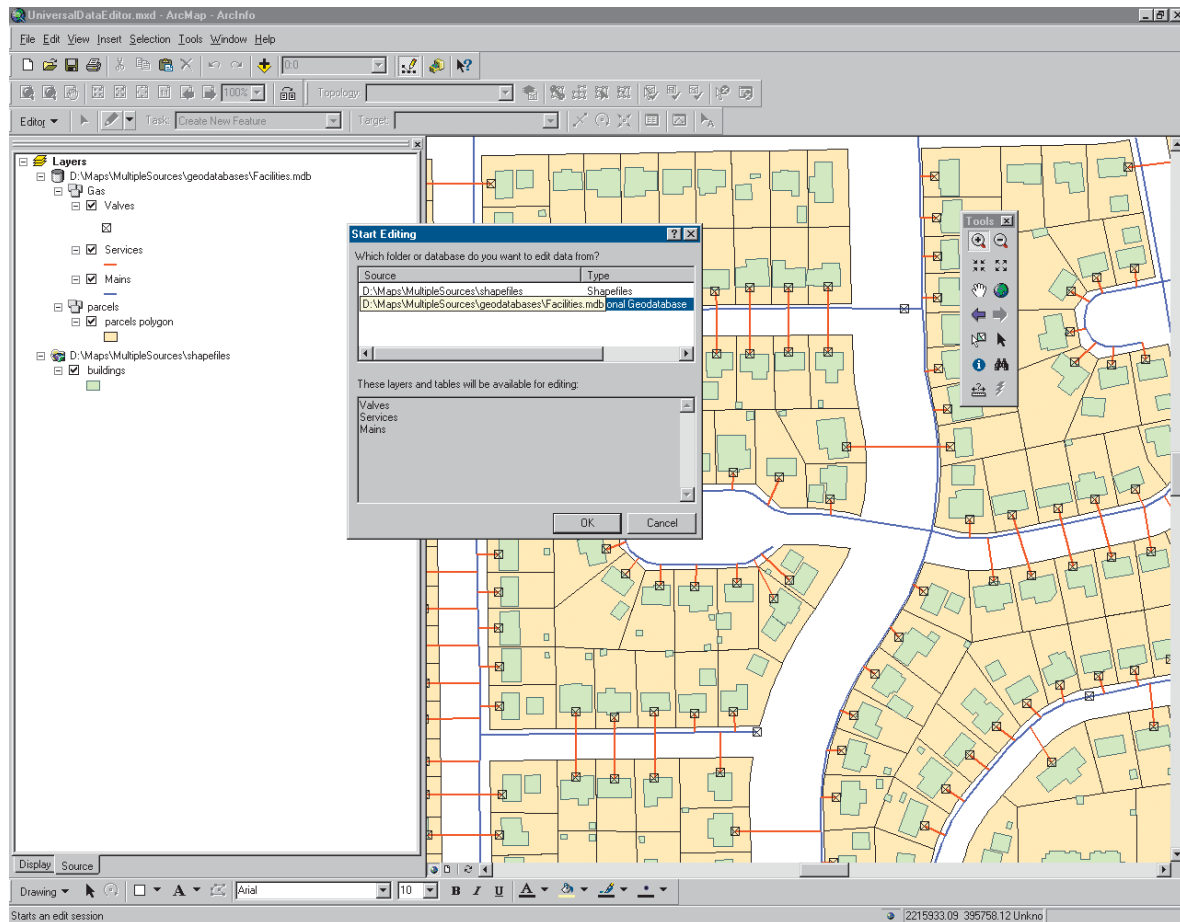 UniversalDataEditor.mxd - ArcMap - ArcInfo
File Edit View Insert Selection Tools Window Help
0:0
100% Topology:
Editor Task: Create New Feature Target:
Layers
D:\Maps\MultipleSources\geodatabases\Facilities.mdb
Gas
Valves
Services
Mains
parcels
parcels polygon
D:\Maps\MultipleSources\shapefiles
buildings
Start Editing
Which folder or database do you want to edit data from?
Source Type
D:\Maps\MultipleSources\shapefiles Shapefiles
D:\Maps\MultipleSources\geodatabases\Facilities.mdb onal Geodatabase
These layers and tables will be available for editing:
Valves
Services
Mains
OK Cancel
Tools
Display Source
Drawing A Arial 10 B I U A
Starts an edit session 2215933.09 395758.12 Unkno